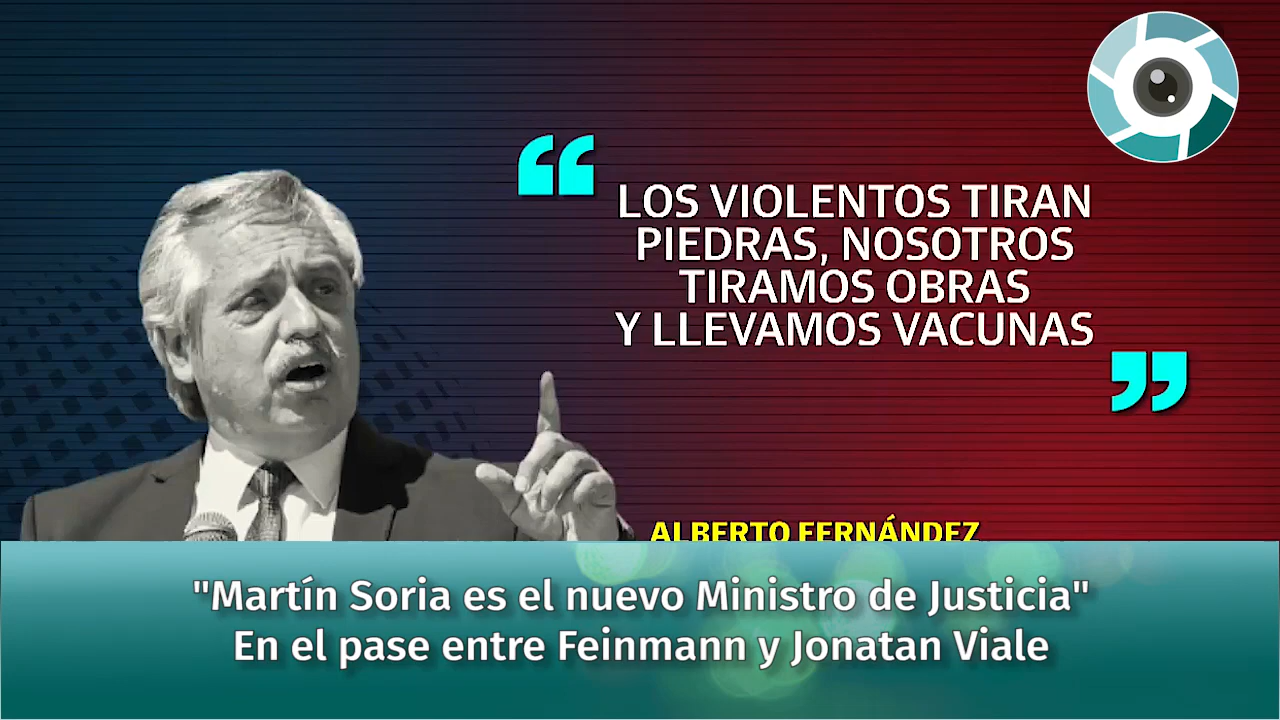 “
LOS VIOLENTOS TIRAN
PIEDRAS, NOSOTROS
TIRAMOS OBRAS
Y LLEVAMOS VACUNAS
”
ALBERTO FERNÁNDEZ
"Martín Soria es el nuevo Ministro de Justicia"
En el pase entre Feinmann y Jonatan Viale